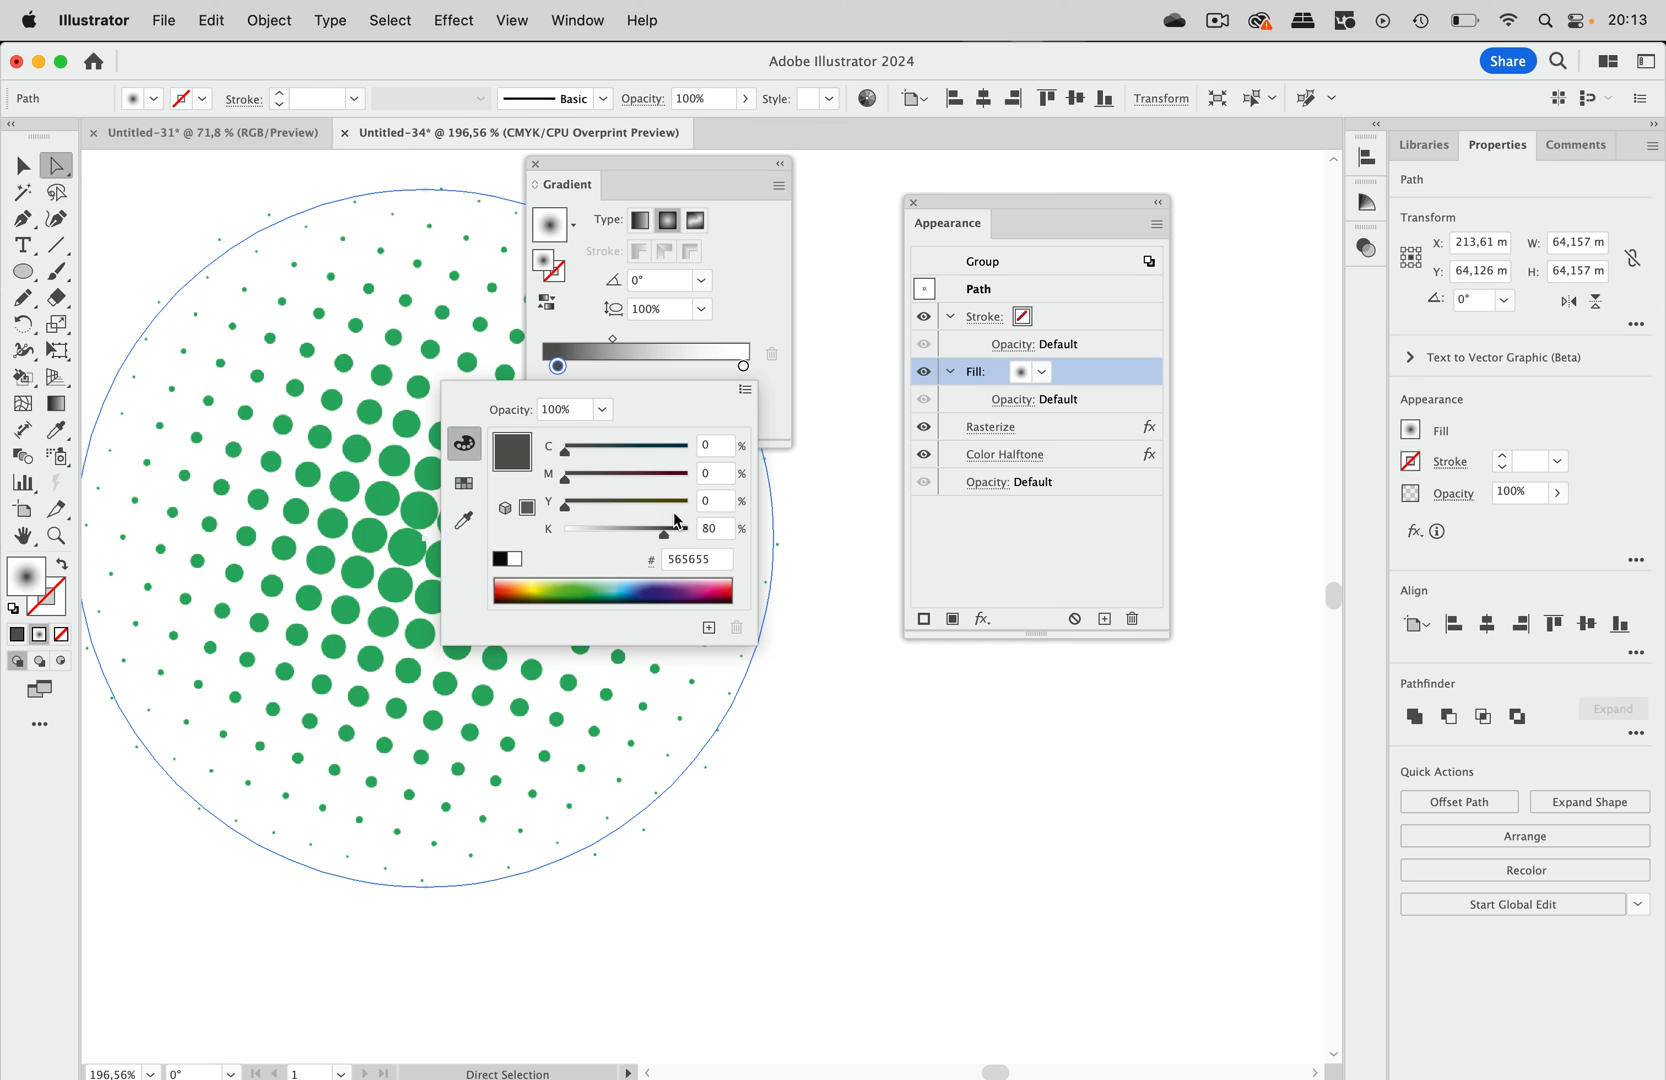 Illustrator File Edit Object Type Select Effect View Window Help 20:13
Adobe Illustrator 2024 Share
Path Stroke: Basic Opacity: 100% Style: Transform
Untitled-31* @ 71,8 % (RGB/Preview) Untitled-34* @ 196,56 % (CMYK/CPU Overprint Preview)
Gradient
Type:
Stroke:
0°
100%
Opacity: 100%
C 0 %
M 0 %
Y 0 %
K 80 %
# 565655
Appearance
Group
Path
Stroke:
Opacity: Default
Fill:
Opacity: Default
Rasterize fx
Color Halftone fx
Opacity: Default
fx.
Libraries Properties Comments
Path
Transform
X: 213,61 m W: 64,157 m
Y: 64,126 m H: 64,157 m
0°
Text to Vector Graphic (Beta)
Appearance
Fill
Stroke
Opacity 100%
fx.
Align
Pathfinder
Expand
Quick Actions
Offset Path Expand Shape
Arrange
Recolor
Start Global Edit
196,56% 0° 1 Direct Selection